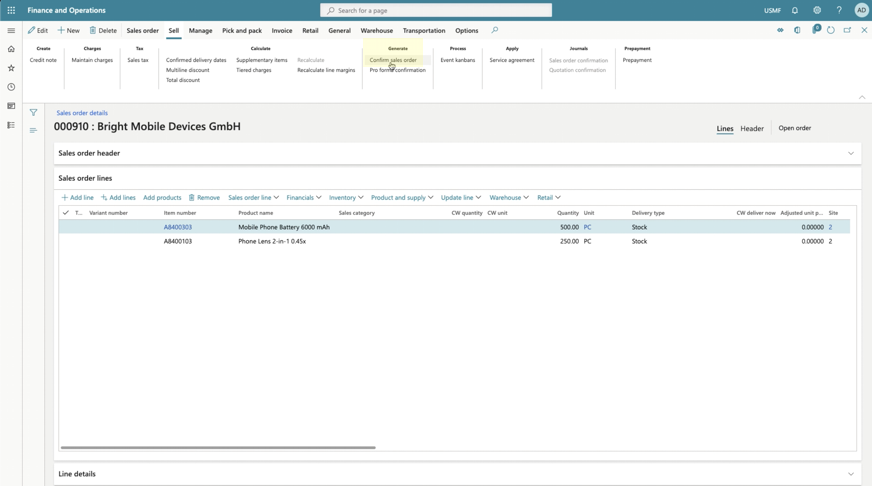 Finance and Operations
Search for a page
USMF
?
AD
Edit
New
Delete
Sales order
Sell
Manage
Pick and pack
Invoice
Retail
General
Warehouse
Transportation
Options
0
Create
Charges
Tax
Calculate
Generate
Process
Apply
Journals
Prepayment
Credit note
Maintain charges
Sales tax
Confirmed delivery dates
Supplementary items
Recalculate
Confirm sales order
Event kanbans
Service agreement
Sales order confirmation
Prepayment
Multiline discount
Tiered charges
Recalculate line margins
Pro forma confirmation
Quotation confirmation
Total discount
Sales order details
000910 : Bright Mobile Devices GmbH
Lines
Header
Open order
Sales order header
Sales order lines
Add line
Add lines
Add products
Remove
Sales order line
Financials
Inventory
Product and supply
Update line
Warehouse
Retail
T... Variant number Item number Product name Sales category CW quantity CW unit Quantity Unit Delivery type CW deliver now Adjusted unit p... Site
A8400303 Mobile Phone Battery 6000 mAh 500.00 PC Stock 0.00000 2
A8400103 Phone Lens 2-in-1 0.45x 250.00 PC Stock 0.00000 2
Line details